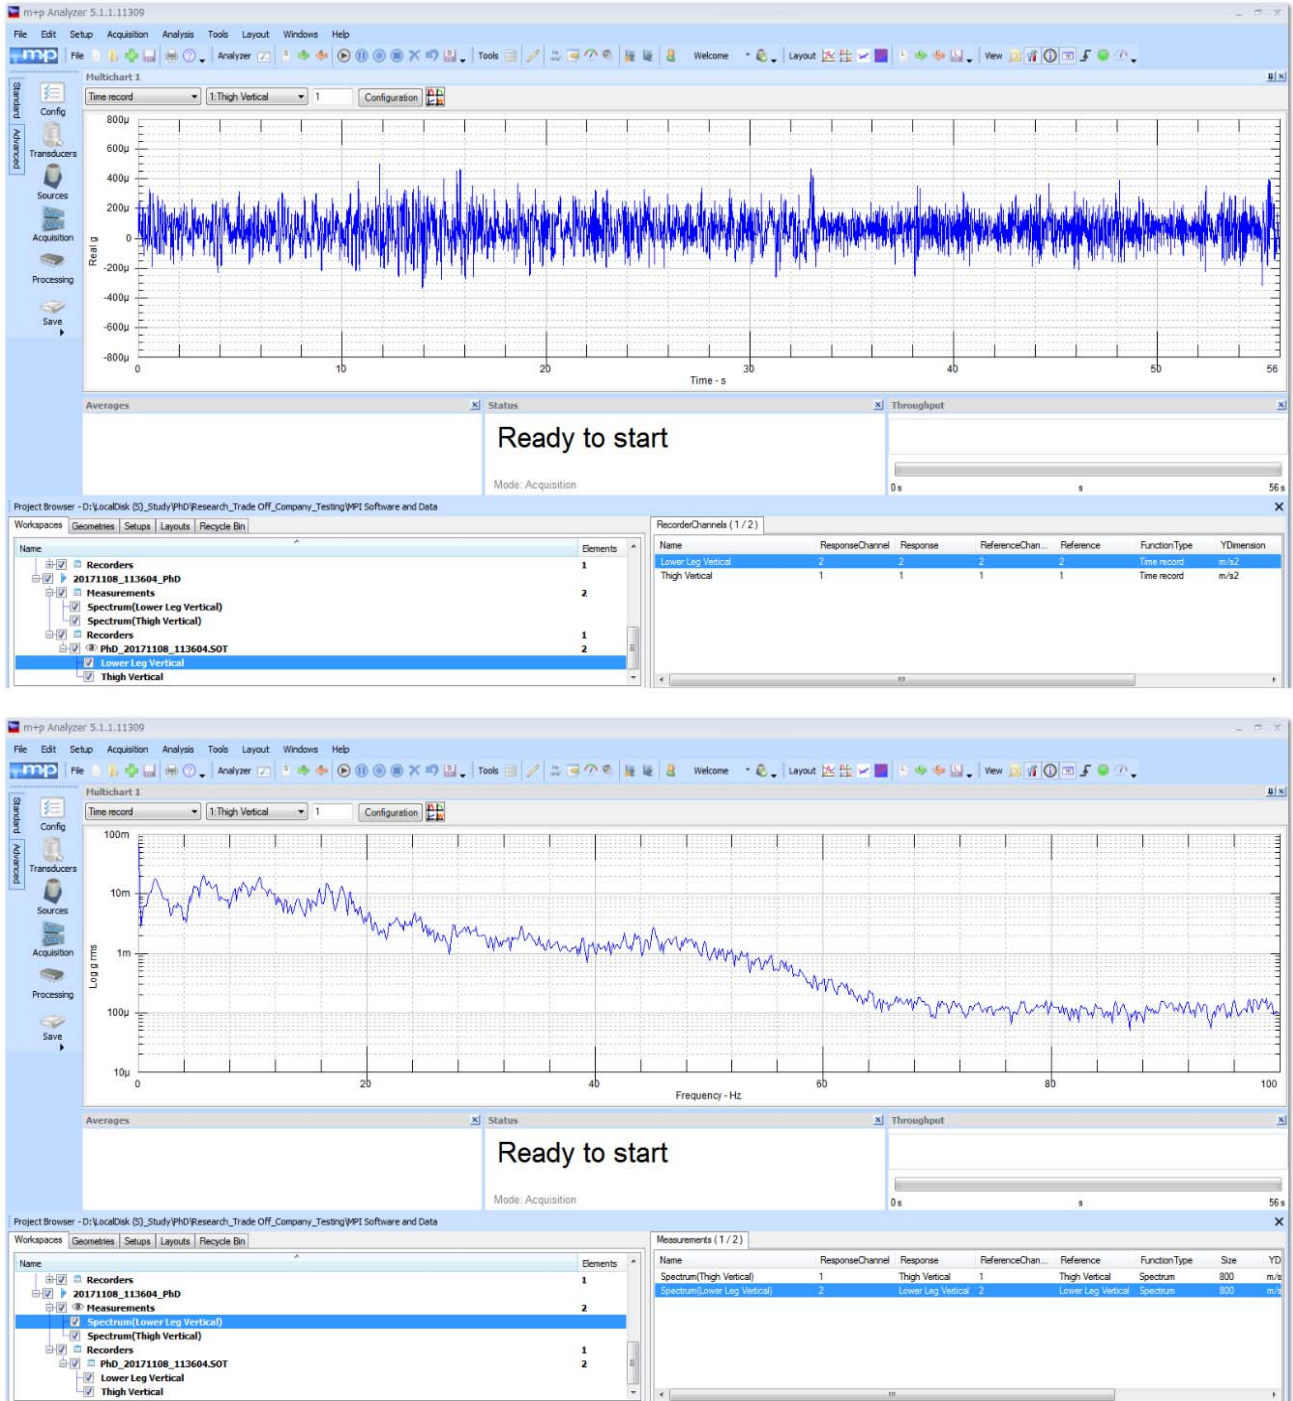 m+p Analyzer 5.1.1.11309
File Edit Setup Acquisition Analysis Tools Layout Windows Help
mp File Analyzer Tools Welcome Layout View
Multichart 1
Standard
Advanced
Time record 1:Thigh Vertical 1 Configuration
Config
Transducers
Sources
Acquisition
Processing
Save
800µ
600µ
400µ
200µ
0
-200µ
-400µ
-600µ
-800µ
Real g
0 10 20 30 40 50 56
Time - s
Averages Status Throughput
Ready to start
Mode: Acquisition
0 s s 56 s
Project Browser - D:\LocalDisk (S)_Study\PhD\Research_Trade Off_Company_Testing\MPI Software and Data
Workspaces Geometries Setups Layouts Recycle Bin
Name Elements
Recorders 1
20171108_113604_PhD
Measurements 2
Spectrum(Lower Leg Vertical)
Spectrum(Thigh Vertical)
Recorders 1
PhD_20171108_113604.SOT 2
Lower Leg Vertical
Thigh Vertical
RecorderChannels ( 1 / 2 )
Name ResponseChannel Response ReferenceChan... Reference FunctionType YDimension
Lower Leg Vertical 2 2 2 2 Time record m/s2
Thigh Vertical 1 1 1 1 Time record m/s2
m+p Analyzer 5.1.1.11309
File Edit Setup Acquisition Analysis Tools Layout Windows Help
mp File Analyzer Tools Welcome Layout View
Multichart 1
Standard
Advanced
Time record 1:Thigh Vertical 1 Configuration
Config
Transducers
Sources
Acquisition
Processing
Save
100m
10m
1m
100µ
10µ
Log g rms
0 20 40 60 80 100
Frequency - Hz
Averages Status Throughput
Ready to start
Mode: Acquisition
0 s s 56 s
Project Browser - D:\LocalDisk (S)_Study\PhD\Research_Trade Off_Company_Testing\MPI Software and Data
Workspaces Geometries Setups Layouts Recycle Bin
Name Elements
Recorders 1
20171108_113604_PhD
Measurements 2
Spectrum(Lower Leg Vertical)
Spectrum(Thigh Vertical)
Recorders 1
PhD_20171108_113604.SOT 2
Lower Leg Vertical
Thigh Vertical
Measurements ( 1 / 2 )
Name ResponseChannel Response ReferenceChan... Reference FunctionType Size YD
Spectrum(Thigh Vertical) 1 Thigh Vertical 1 Thigh Vertical Spectrum 800 m/s
Spectrum(Lower Leg Vertical) 2 Lower Leg Vertical 2 Lower Leg Vertical Spectrum 800 m/s